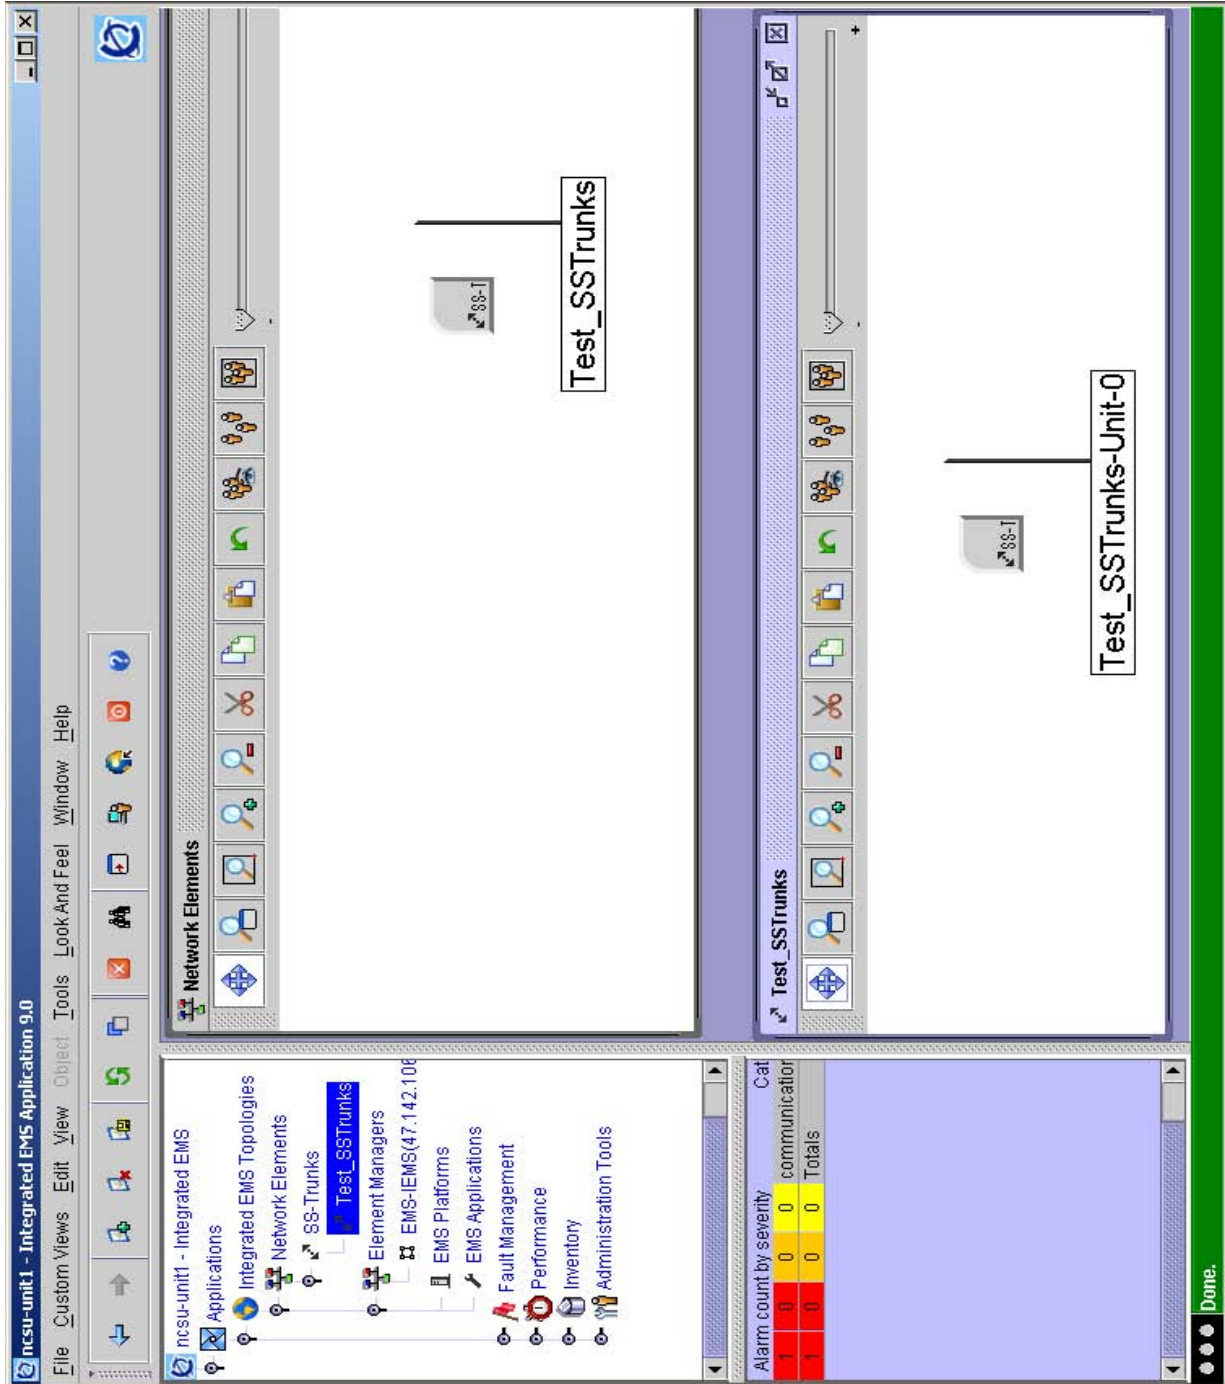 ncsu-unit1 - Integrated EMS Application 9.0
File Custom Views Edit View Object Tools Look And Feel Window Help
ncsu-unit1 - Integrated EMS
Applications
Integrated EMS Topologies
Network Elements
SS-Trunks
Test_SSTrunks
Element Managers
EMS-IEMS(47.142.106
EMS Platforms
EMS Applications
Fault Management
Performance
Inventory
Administration Tools
Alarm count by severity Cat
1 0 0 0 communication
1 0 0 0 Totals
Network Elements
-
SS-T
Test_SSTrunks
Test_SSTrunks
- +
SS-T
Test_SSTrunks-Unit-0
Done.